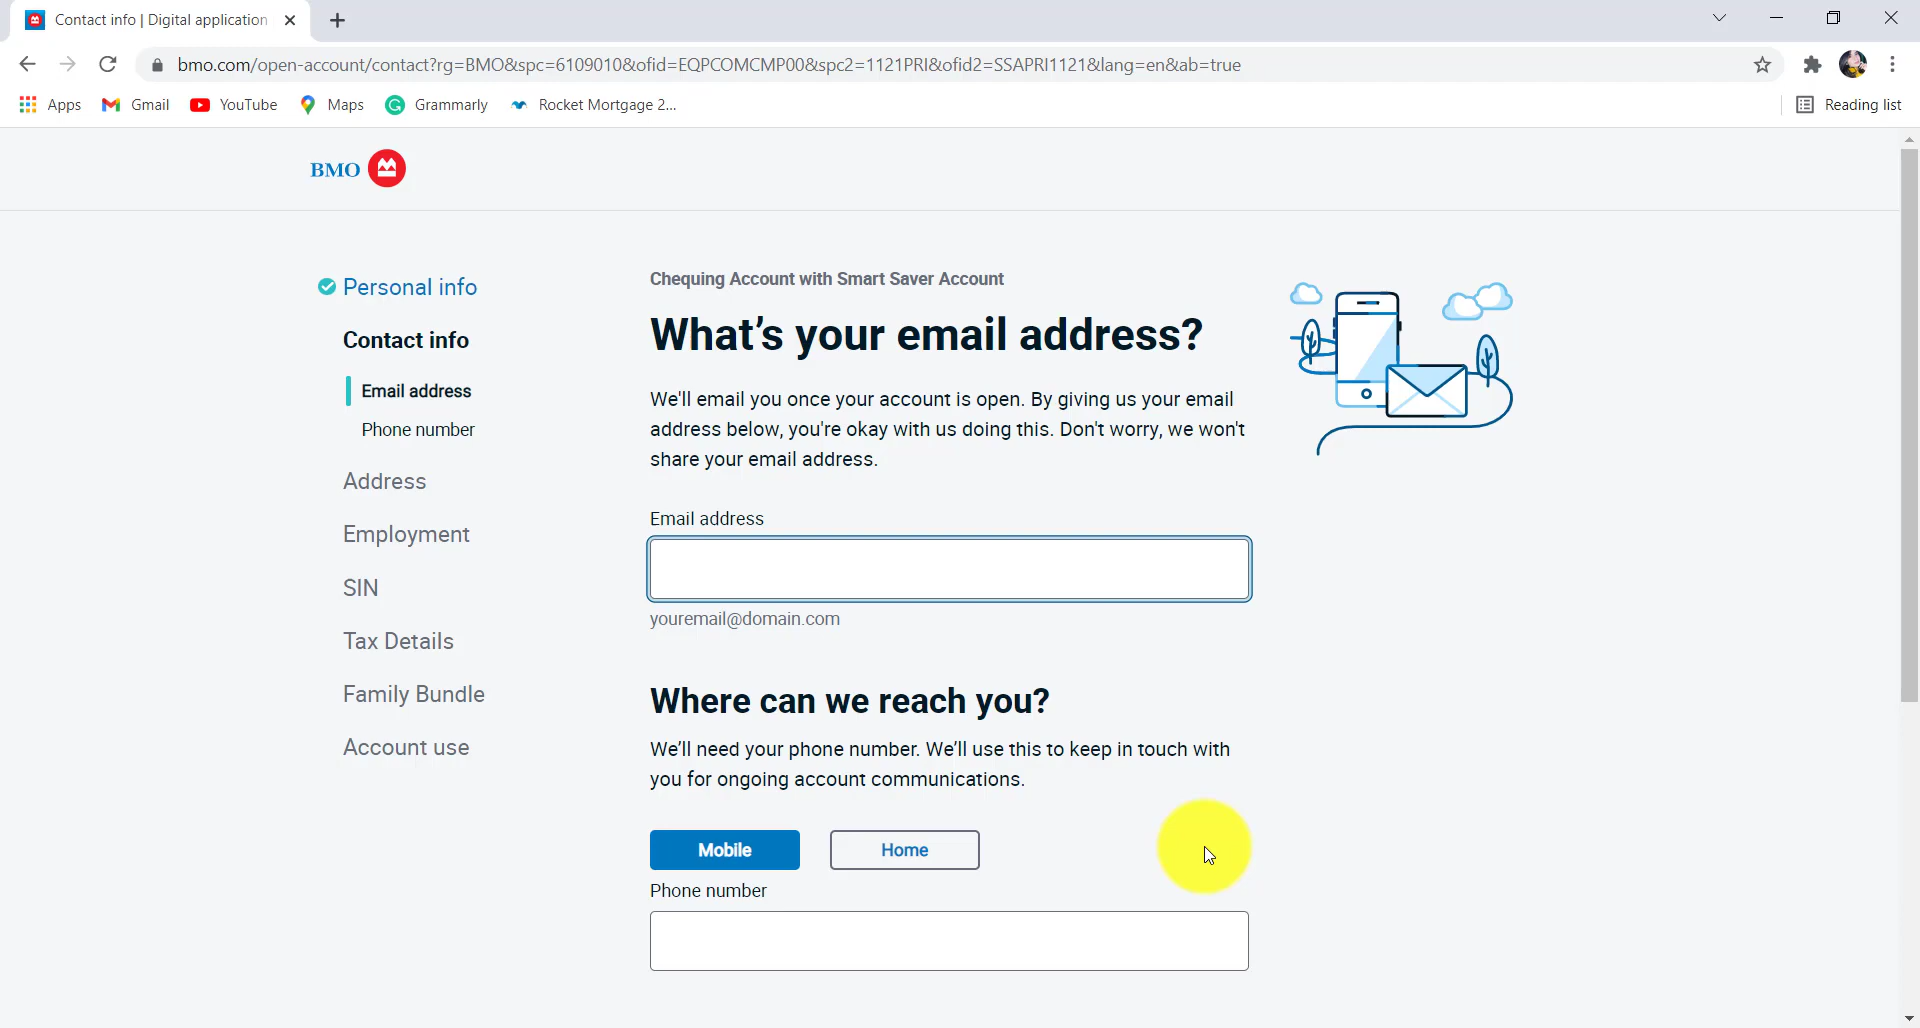 Contact info | Digital application
bmo.com/open-account/contact?rg=BMO&spc=6109010&ofid=EQPCOMCMP00&spc2=1121PRI&ofid2=SSAPRI1121&lang=en&ab=true
Apps Gmail YouTube Maps Grammarly Rocket Mortgage 2... Reading list
BMO
Personal info
Contact info
Email address
Phone number
Address
Employment
SIN
Tax Details
Family Bundle
Account use
Chequing Account with Smart Saver Account
What's your email address?
We'll email you once your account is open. By giving us your email
address below, you're okay with us doing this. Don't worry, we won't
share your email address.
Email address
youremail@domain.com
Where can we reach you?
We'll need your phone number. We'll use this to keep in touch with
you for ongoing account communications.
Mobile Home
Phone number